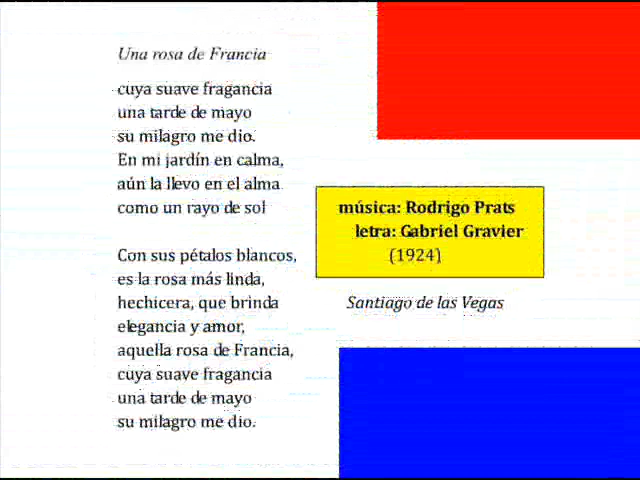 Una rosa de Francia
cuya suave fragancia
una tarde de mayo
su milagro me dio.
En mi jardín en calma,
aún la llevo en el alma
como un rayo de sol
Con sus pétalos blancos,
es la rosa más linda,
hechicera, que brinda
elegancia y amor,
aquella rosa de Francia,
cuya suave fragancia
una tarde de mayo
su milagro me dio.
música: Rodrigo Prats
letra: Gabriel Gravier
(1924)
Santiago de las Vegas